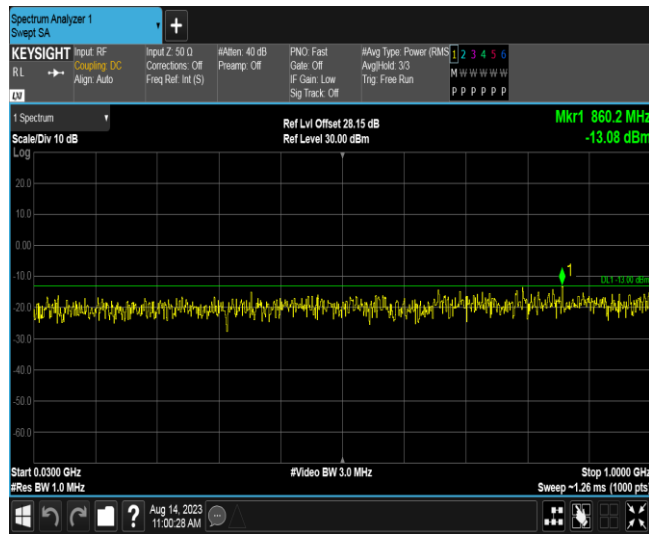 Spectrum Analyzer 1
Swept SA
KEYSIGHT
RL
LXI
Input: RF
Coupling: DC
Align: Auto
Input Z: 50 Ω
Corrections: Off
Freq Ref: Int (S)
#Atten: 40 dB
Preamp: Off
PNO: Fast
Gate: Off
IF Gain: Low
Sig Track: Off
#Avg Type: Power (RMS
Avg|Hold: 3/3
Trig: Free Run
1 2 3 4 5 6
M W W W W W
P P P P P P
1 Spectrum
Scale/Div 10 dB
Ref Lvl Offset 28.15 dB
Ref Level 30.00 dBm
Mkr1 860.2 MHz
-13.08 dBm
Log
20.0
10.0
0.00
-10.0
1
DL1 -13.00 dBm
-20.0
-30.0
-40.0
-50.0
-60.0
Start 0.0300 GHz
#Video BW 3.0 MHz
Stop 1.0000 GHz
#Res BW 1.0 MHz
Sweep ~1.26 ms (1000 pts)
?
Aug 14, 2023
11:00:28 AM